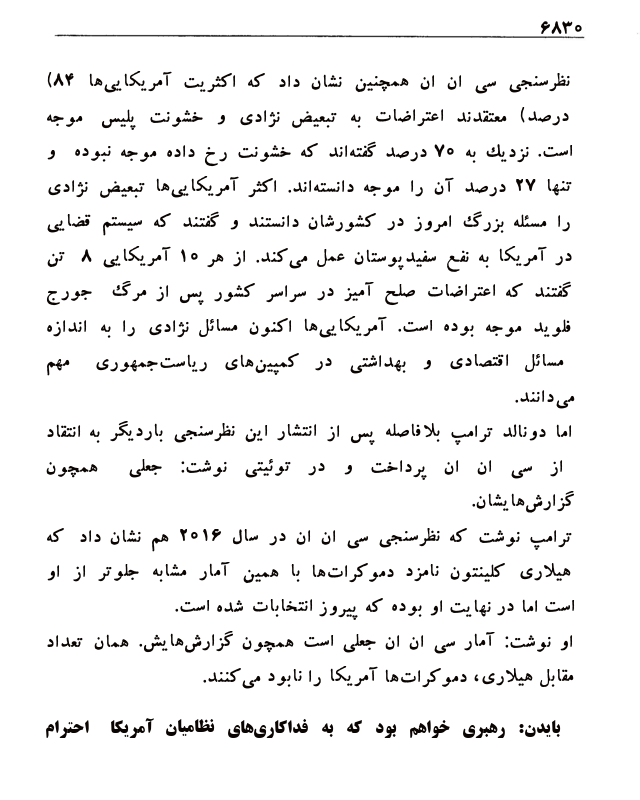 ۶۸۳۰
نظرسنجی سی ان ان همچنین نشان داد که اکثریت آمریکایی‌ها ۸۴)
درصد) معتقدند اعتراضات به تبعیض نژادی و خشونت پلیس موجه
است. نزدیك به ۷۰ درصد گفته‌اند که خشونت رخ داده موجه نبوده و
تنها ۲۷ درصد آن را موجه دانسته‌اند. اکثر آمریکایی‌ها تبعیض نژادی
را مسئله بزرگ امروز در کشورشان دانستند و گفتند که سیستم قضایی
در آمریکا به نفع سفیدپوستان عمل می‌کند. از هر ۱۰ آمریکایی ۸ تن
گفتند که اعتراضات صلح آمیز در سراسر کشور پس از مرگ جورج
فلوید موجه بوده است. آمریکایی‌ها اکنون مسائل نژادی را به اندازه
مسائل اقتصادی و بهداشتی در کمپین‌های ریاست‌جمهوری مهم
می‌دانند.
اما دونالد ترامپ بلافاصله پس از انتشار این نظرسنجی باردیگر به انتقاد
از سی ان ان پرداخت و در توئیتی نوشت: جعلی همچون
گزارش‌هایشان.
ترامپ نوشت که نظرسنجی سی ان ان در سال ۲۰۱۶ هم نشان داد که
هیلاری کلینتون نامزد دموکرات‌ها با همین آمار مشابه جلوتر از او
است اما در نهایت او بوده که پیروز انتخابات شده است.
او نوشت: آمار سی ان ان جعلی است همچون گزارش‌هایش. همان تعداد
مقابل هیلاری، دموکرات‌ها آمریکا را نابود می‌کنند.
بایدن: رهبری خواهم بود که به فداکاری‌های نظامیان آمریکا احترام